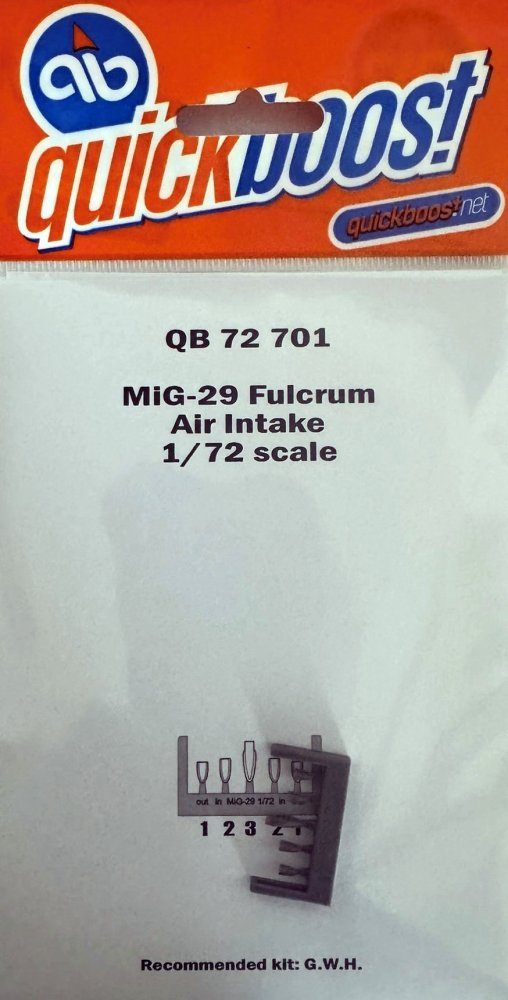 qb
quickboost
quickboost.net
QB 72 701
MiG-29 Fulcrum
Air Intake
1/72 scale
out in MiG-29 1/72 in
1 2 3 2 1
Recommended kit: G.W.H.